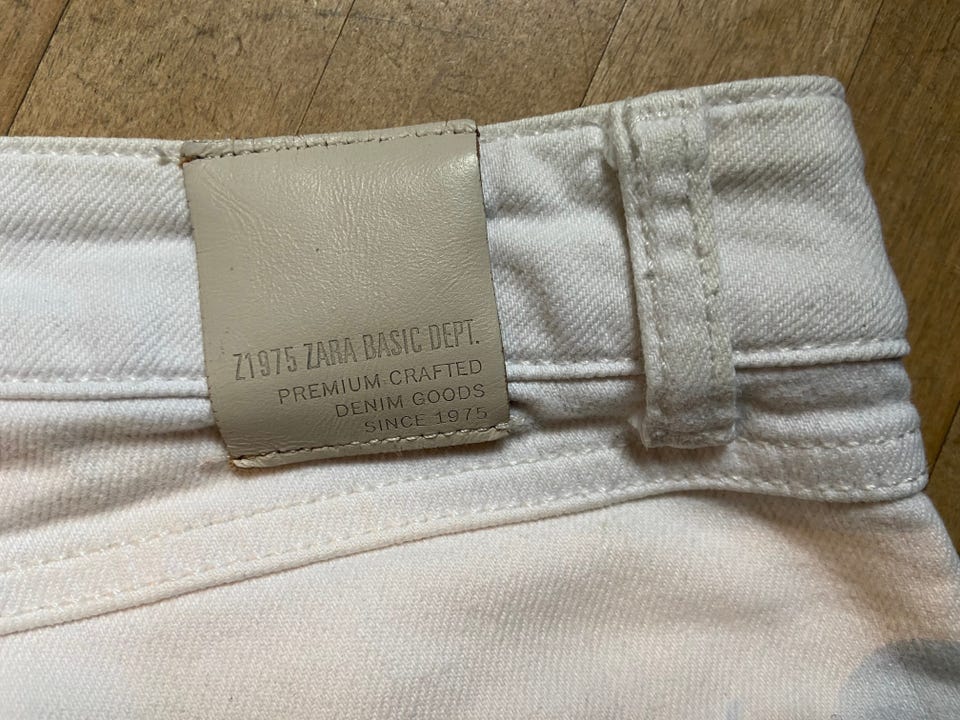 Z1975 ZARA BASIC DEPT.
PREMIUM CRAFTED
DENIM GOODS
SINCE 1975